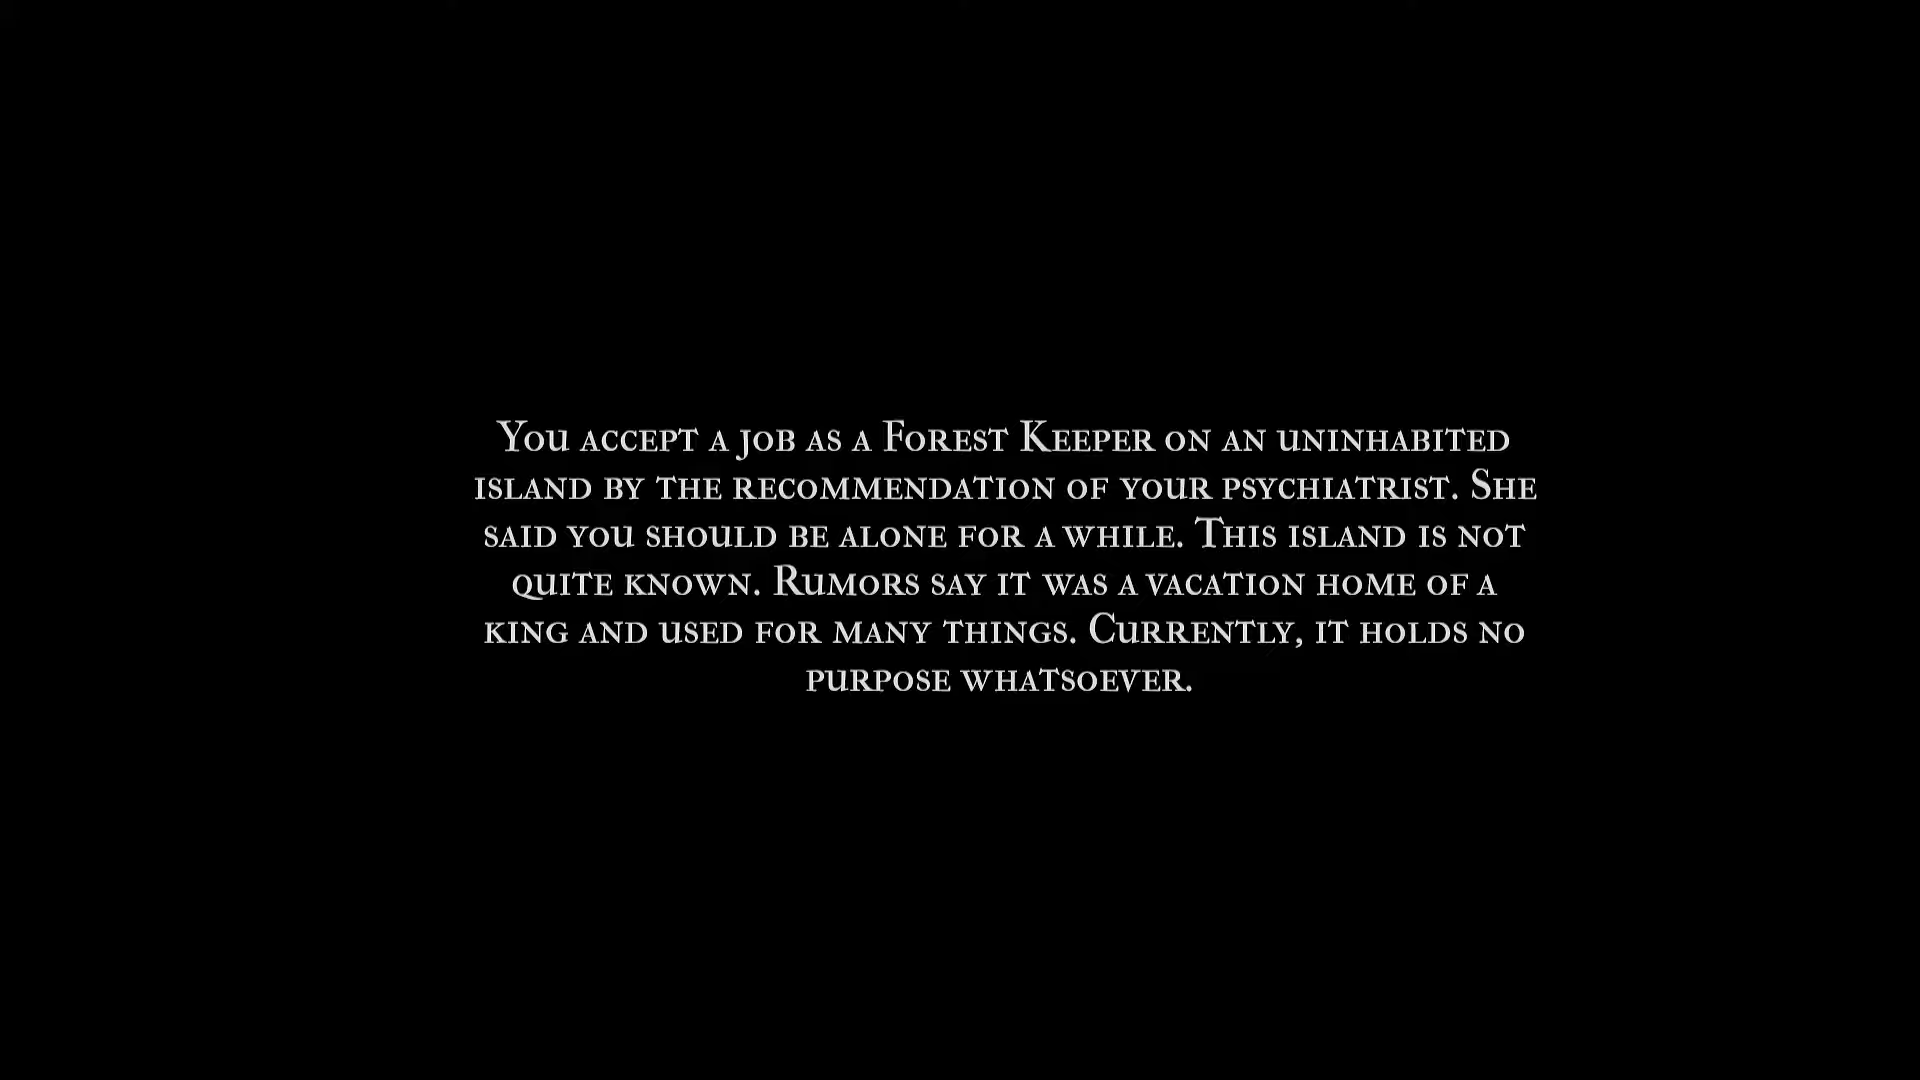 You accept a job as a Forest Keeper on an uninhabited
island by the recommendation of your psychiatrist. She
said you should be alone for a while. This island is not
quite known. Rumors say it was a vacation home of a
king and used for many things. Currently, it holds no
purpose whatsoever.